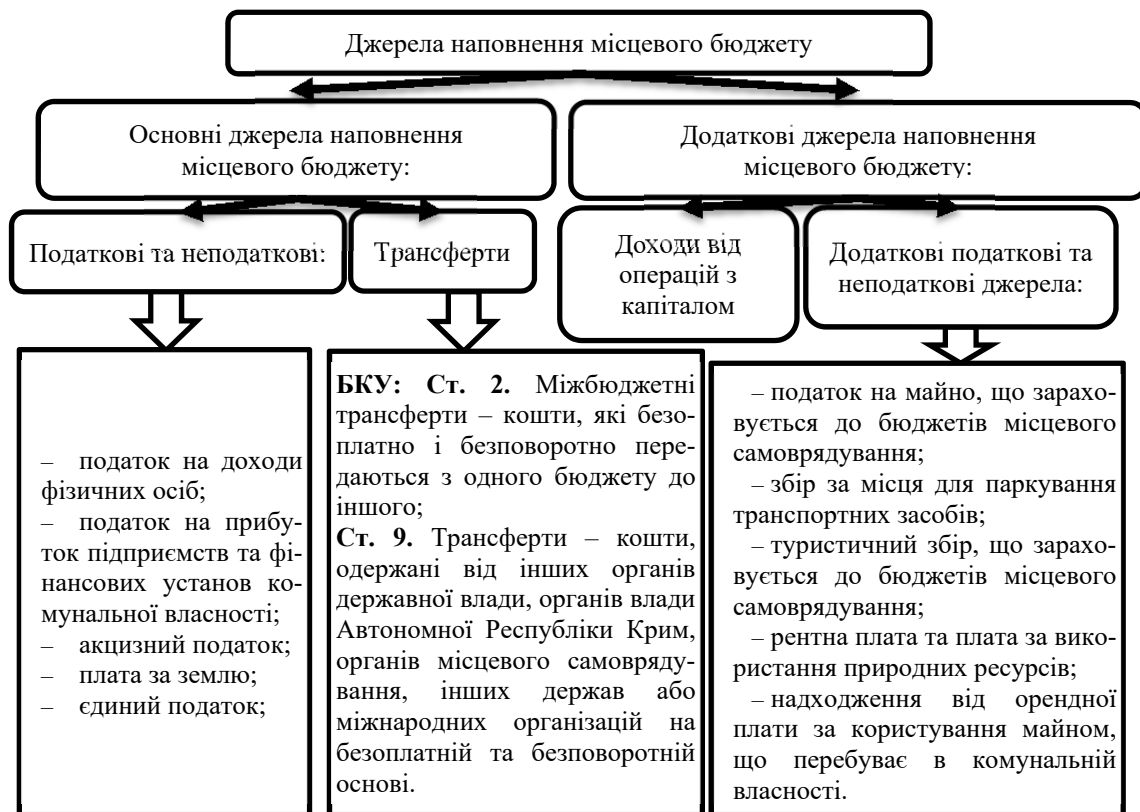 Джерела наповнення місцевого бюджету
Основні джерела наповнення
місцевого бюджету:
Додаткові джерела наповнення
місцевого бюджету:
Податкові та неподаткові:
Трансферти
Доходи від
операцій з
капіталом
Додаткові податкові та
неподаткові джерела:
– податок на доходи
фізичних осіб;
– податок на прибу-
ток підприємств та фі-
нансових установ ко-
мунальної власності;
– акцизний податок;
– плата за землю;
– єдиний податок;
БКУ: Ст. 2. Міжбюджетні
трансферти – кошти, які безо-
платно і безповоротно пере-
даються з одного бюджету до
іншого;
Ст. 9. Трансферти – кошти,
одержані від інших органів
державної влади, органів влади
Автономної Республіки Крим,
органів місцевого самовряду-
вання, інших держав або
міжнародних організацій на
безоплатній та безповоротній
основі.
– податок на майно, що зарахо-
вується до бюджетів місцевого
самоврядування;
– збір за місця для паркування
транспортних засобів;
– туристичний збір, що зарахо-
вується до бюджетів місцевого
самоврядування;
– рентна плата та плата за вико-
ристання природних ресурсів;
– надходження від орендної
плати за користування майном,
що перебуває в комунальній
власності.